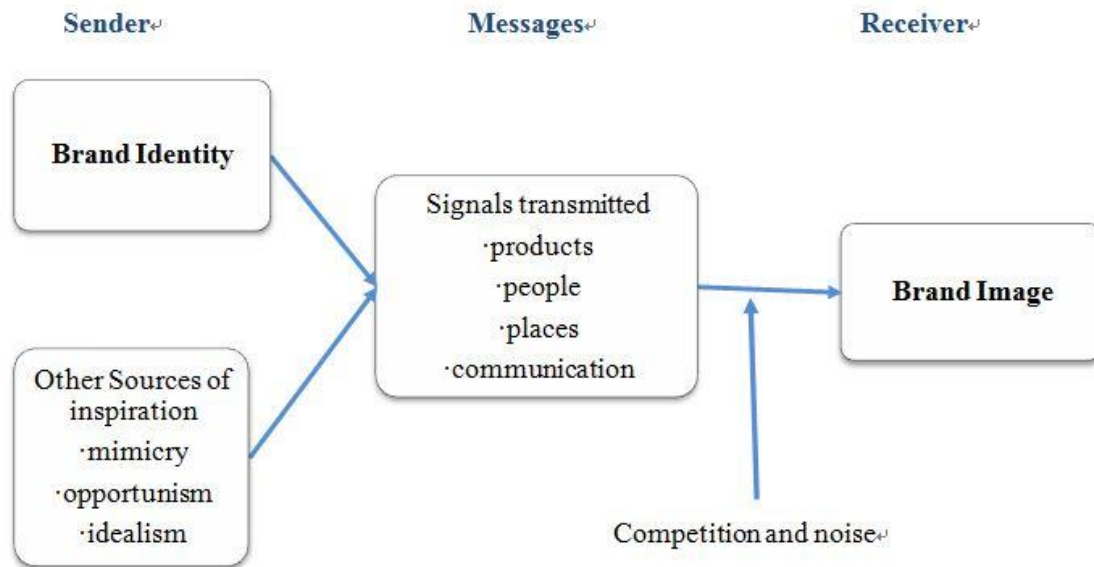 Sender
Messages
Receiver
Brand Identity
Other Sources of
inspiration
·mimicry
·opportunism
·idealism
Signals transmitted
·products
·people
·places
·communication
Brand Image
Competition and noise